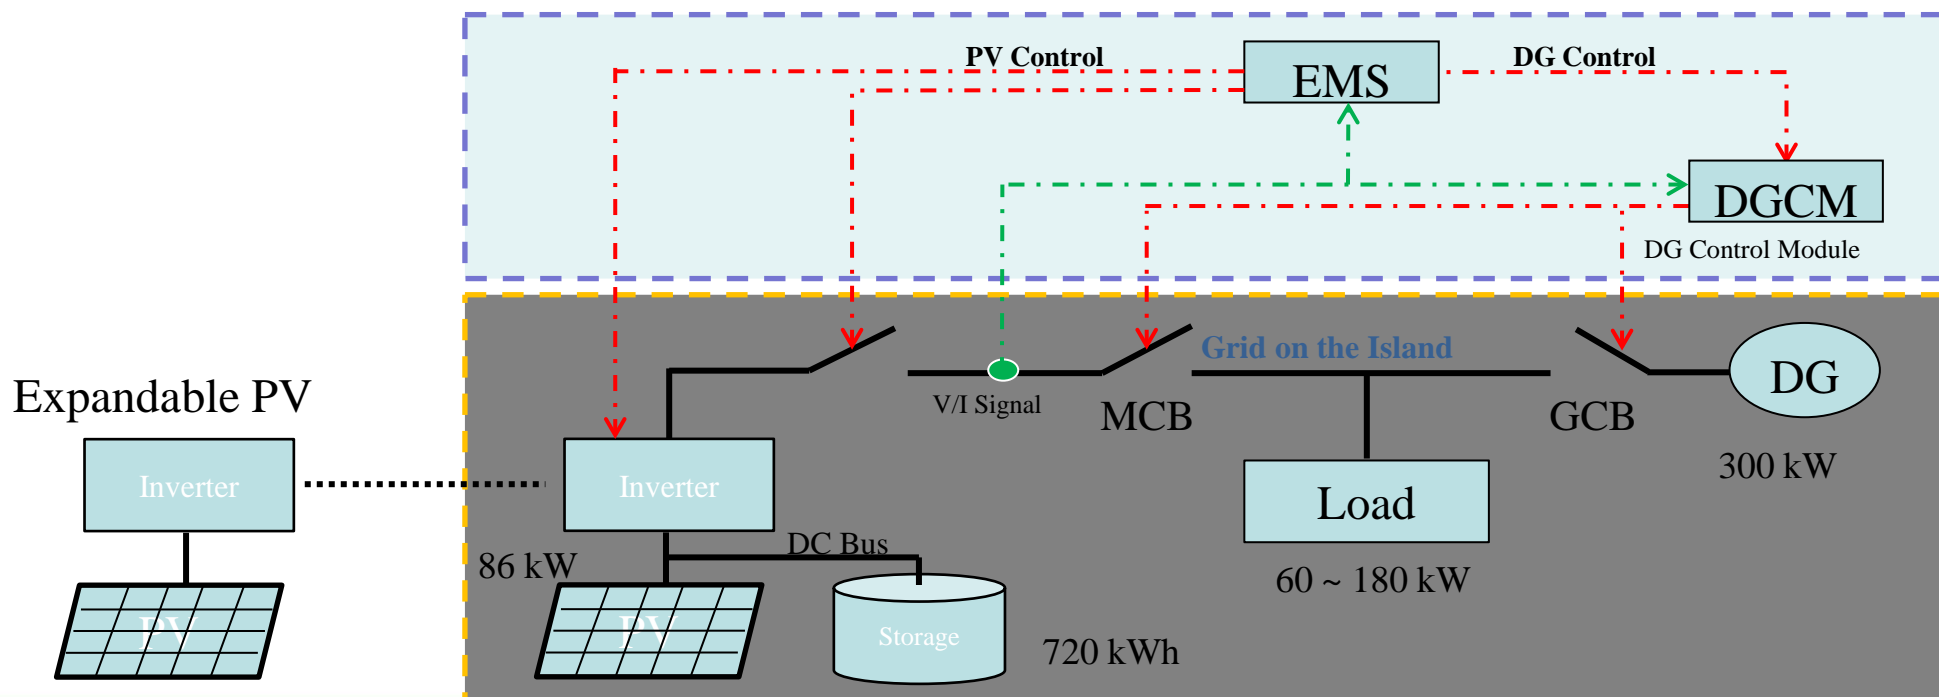 PV Control
EMS
DG Control
DGCM
DG Control Module
Grid on the Island
DG
V/I Signal
MCB
GCB
Expandable PV
300 kW
Inverter
Inverter
Load
DC Bus
86 kW
60 ~ 180 kW
PV
PV
Storage
720 kWh